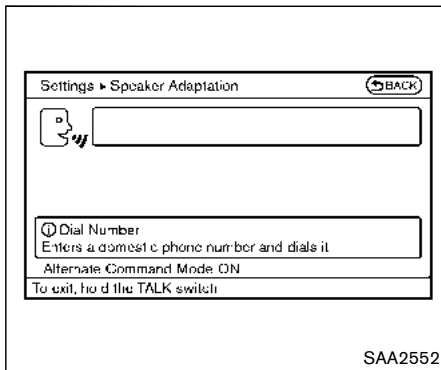 Settings ▸ Speaker Adaptation
BACK
Dial Number
Enters a domestic phone number and dials it
Alternate Command Mode ON
To exit, hold the TALK switch
SAA2552